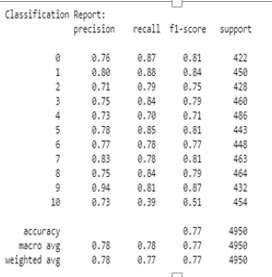 Classification Report:
precision recall f1-score support
0 0.76 0.87 0.81 422
1 0.80 0.88 0.84 450
2 0.71 0.79 0.75 428
3 0.75 0.84 0.79 460
4 0.73 0.70 0.71 486
5 0.78 0.85 0.81 443
6 0.77 0.78 0.77 448
7 0.83 0.78 0.81 463
8 0.75 0.84 0.79 464
9 0.94 0.81 0.87 432
10 0.73 0.39 0.51 454
accuracy 0.77 4950
macro avg 0.78 0.78 0.77 4950
weighted avg 0.78 0.77 0.77 4950